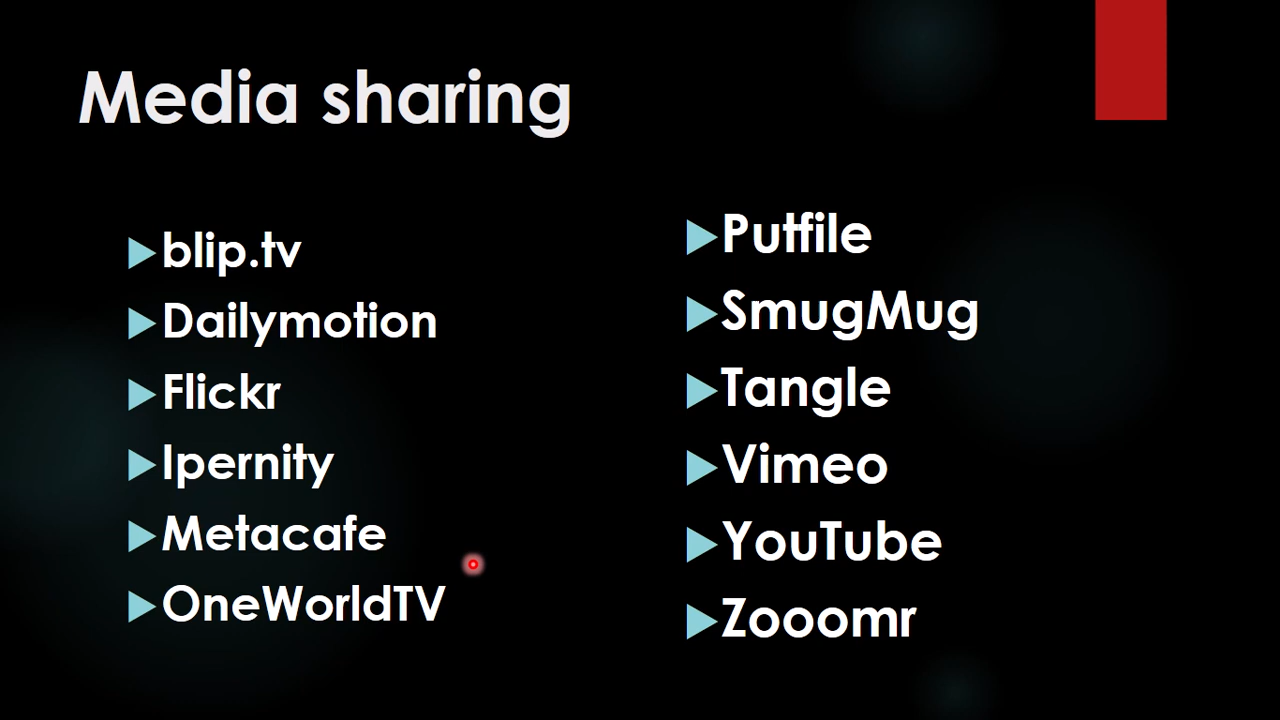 Media sharing
blip.tv
Dailymotion
Flickr
Ipernity
Metacafe
OneWorldTV
Putfile
SmugMug
Tangle
Vimeo
YouTube
Zooomr